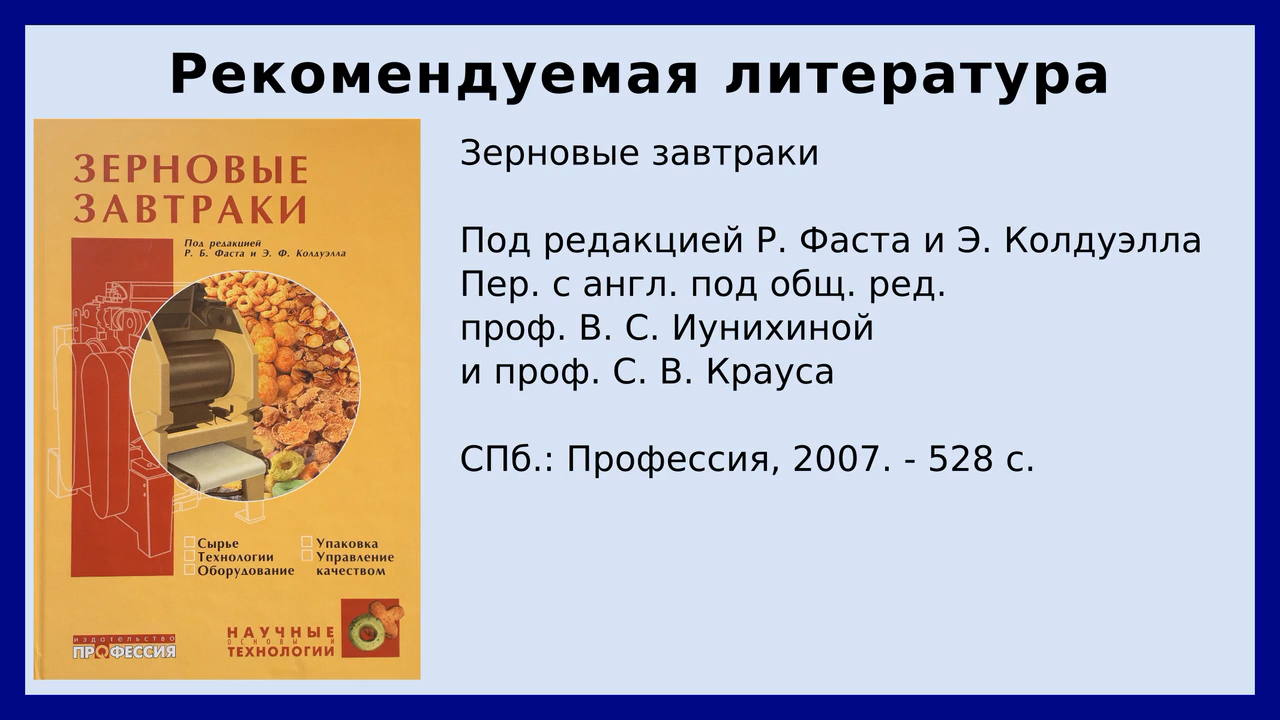 Рекомендуемая литература
ЗЕРНОВЫЕ
ЗАВТРАКИ
Под редакцией
Р. Б. Фаста и Э. Ф. Колдуэлла
Сырье
Технологии
Оборудование
Упаковка
Управление
качеством
ИЗДАТЕЛЬСТВО
ПРОФЕССИЯ
НАУЧНЫЕ
ОСНОВЫ И
ТЕХНОЛОГИИ
Зерновые завтраки
Под редакцией Р. Фаста и Э. Колдуэлла
Пер. с англ. под общ. ред.
проф. В. С. Иунихиной
и проф. С. В. Крауса
СПб.: Профессия, 2007. - 528 с.